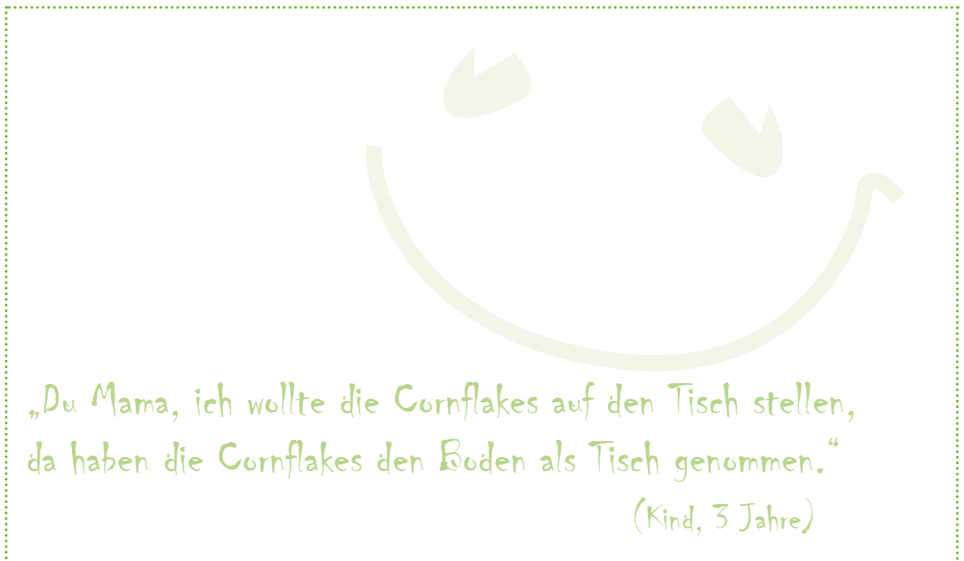 „Du Mama, ich wollte die Cornflakes auf den Tisch stellen,
da haben die Cornflakes den Boden als Tisch genommen.“
(Kind, 3 Jahre)